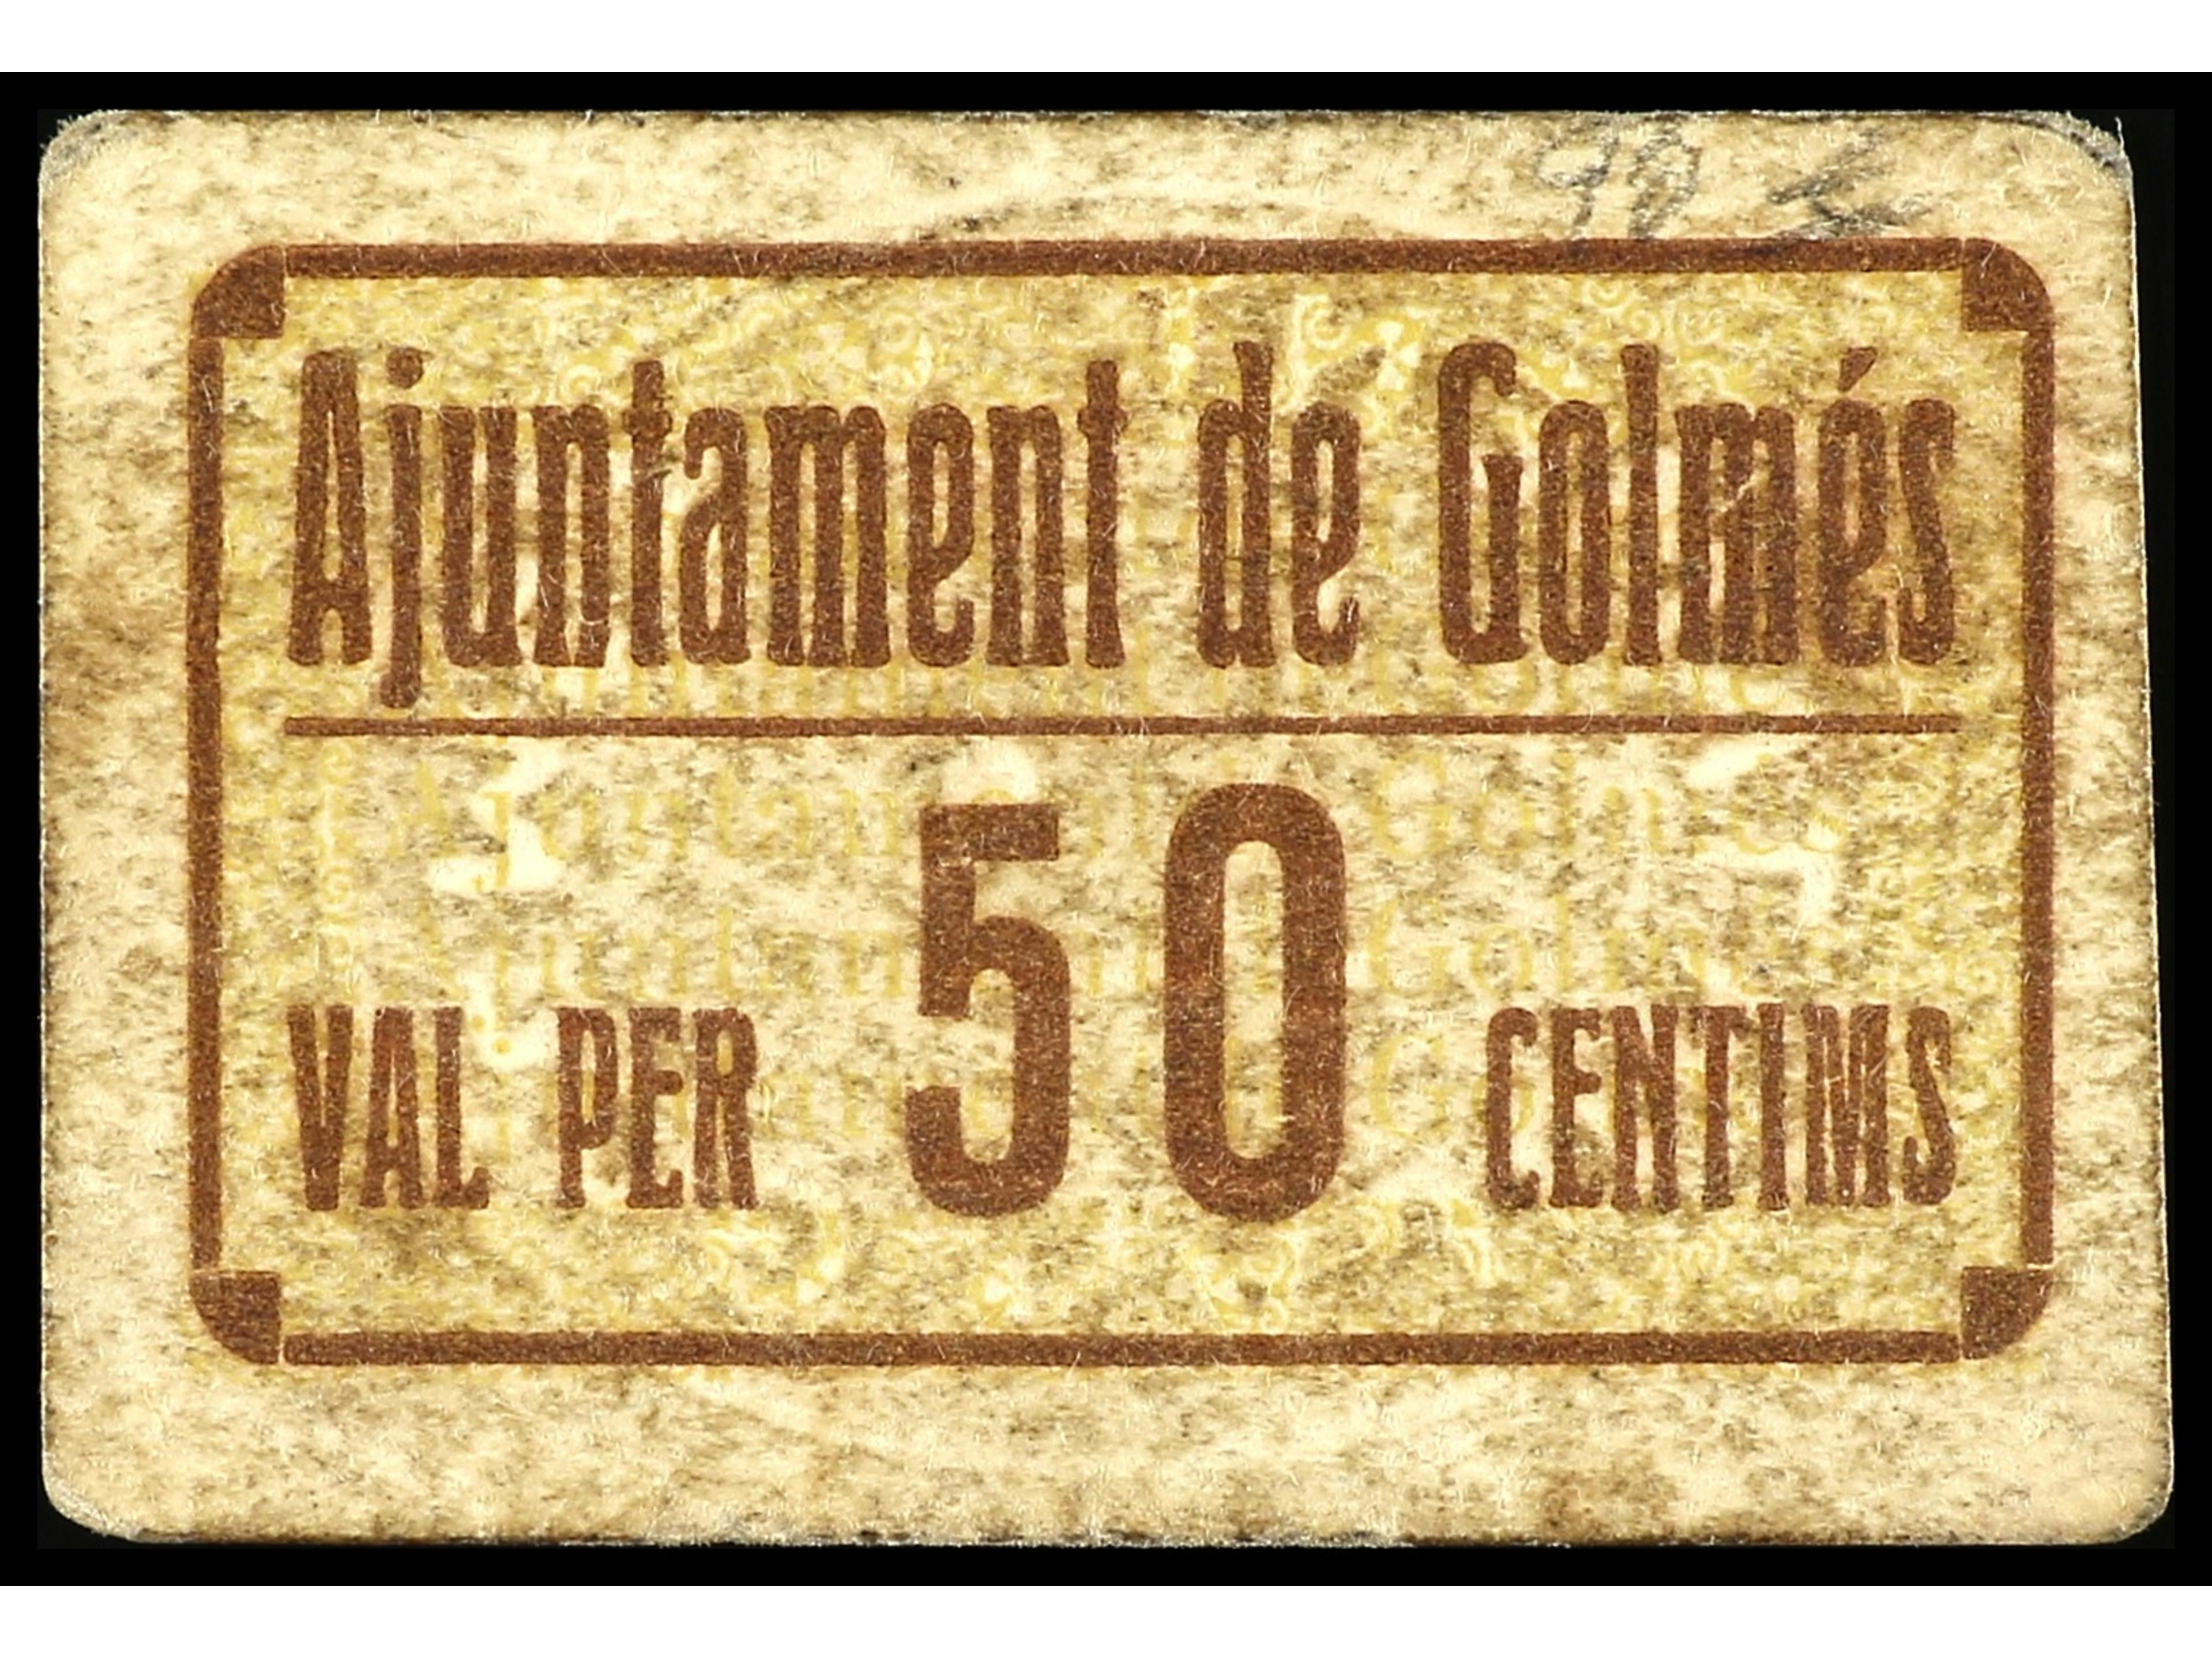 Ajuntament de Golmés
VAL PER 50 CENTIMS